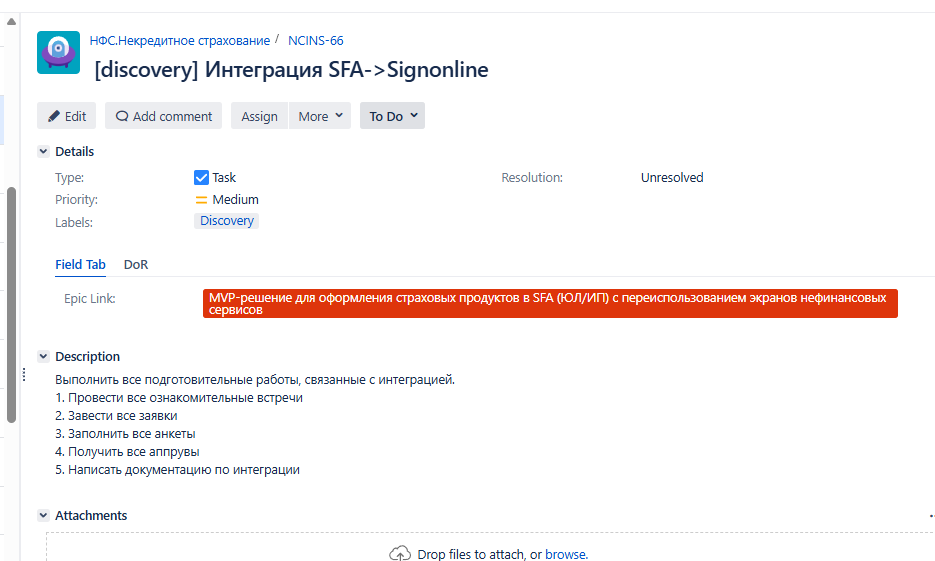 НФС.Некредитное страхование / NCINS-66
[discovery] Интеграция SFA->Signonline
Edit Add comment Assign More To Do
Details
Type: Task Resolution: Unresolved
Priority: Medium
Labels: Discovery
Field Tab DoR
Epic Link: MVP-решение для оформления страховых продуктов в SFA (ЮЛ/ИП) с переиспользованием экранов нефинансовых
сервисов
Description
Выполнить все подготовительные работы, связанные с интеграцией.
1. Провести все ознакомительные встречи
2. Завести все заявки
3. Заполнить все анкеты
4. Получить все аппрувы
5. Написать документацию по интеграции
Attachments
Drop files to attach, or browse.